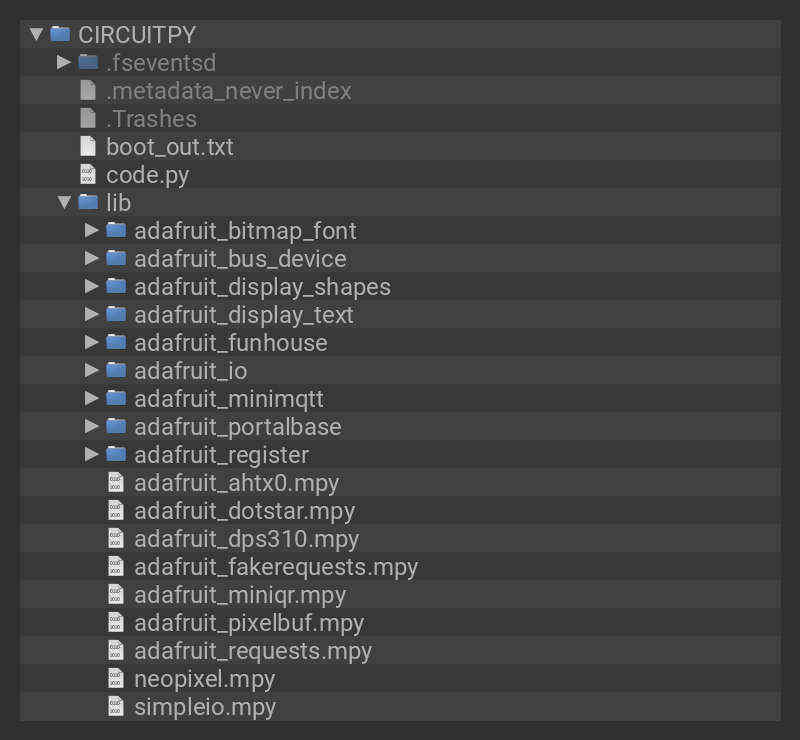 CIRCUITPY
.fseventsd
.metadata_never_index
.Trashes
boot_out.txt
code.py
lib
adafruit_bitmap_font
adafruit_bus_device
adafruit_display_shapes
adafruit_display_text
adafruit_funhouse
adafruit_io
adafruit_minimqtt
adafruit_portalbase
adafruit_register
adafruit_ahtx0.mpy
adafruit_dotstar.mpy
adafruit_dps310.mpy
adafruit_fakerequests.mpy
adafruit_miniqr.mpy
adafruit_pixelbuf.mpy
adafruit_requests.mpy
neopixel.mpy
simpleio.mpy